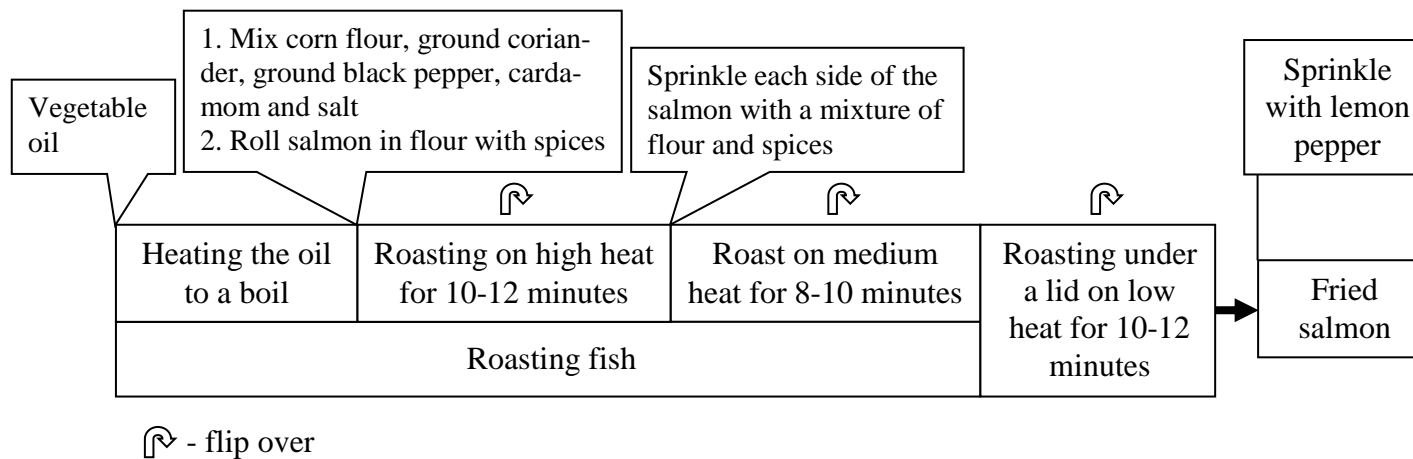 Vegetable
oil
1. Mix corn flour, ground corian-
der, ground black pepper, carda-
mom and salt
2. Roll salmon in flour with spices
Sprinkle each side of the
salmon with a mixture of
flour and spices
Sprinkle
with lemon
pepper
Heating the oil
to a boil
Roasting on high heat
for 10-12 minutes
Roast on medium
heat for 8-10 minutes
Roasting under
a lid on low
heat for 10-12
minutes
Fried
salmon
Roasting fish
- flip over